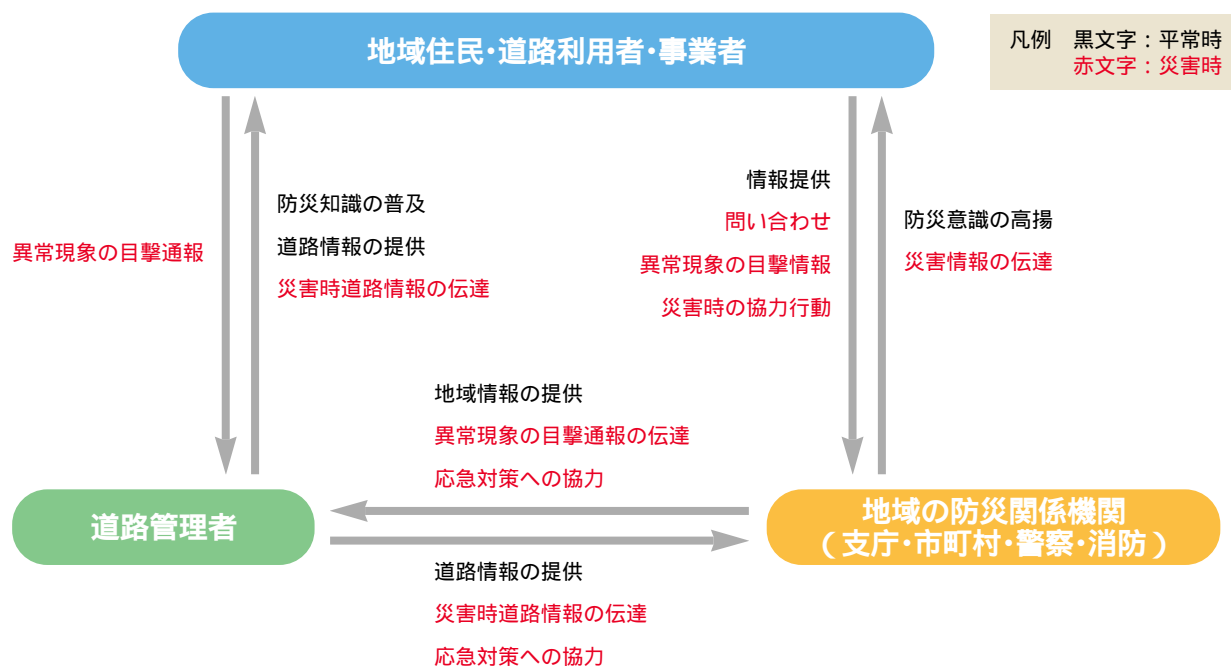 地域住民・道路利用者・事業者
凡例　黒文字：平常時
赤文字：災害時
異常現象の目撃通報
防災知識の普及
道路情報の提供
災害時道路情報の伝達
情報提供
問い合わせ
異常現象の目撃情報
災害時の協力行動
防災意識の高揚
災害情報の伝達
地域情報の提供
異常現象の目撃通報の伝達
応急対策への協力
道路管理者
地域の防災関係機関
（支庁・市町村・警察・消防）
道路情報の提供
災害時道路情報の伝達
応急対策への協力